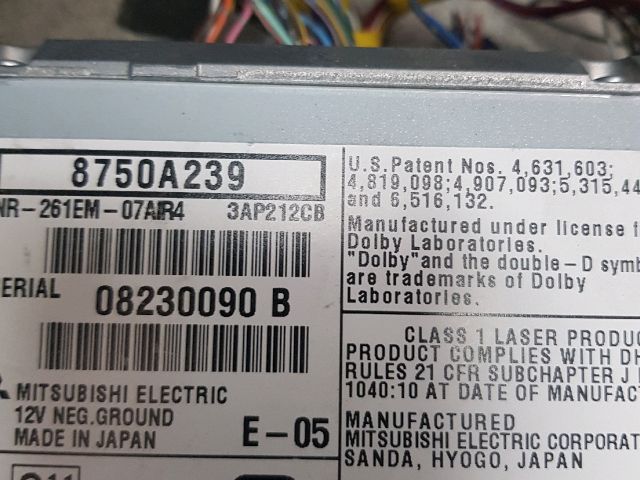 8750A239
NR-261EM-07AR4 3AP212CB
ERIAL 08230090 B
MITSUBISHI ELECTRIC
12V NEG.GROUND
MADE IN JAPAN E-05
U.S.Patent Nos. 4,631,603;
4,819,098;4,907,093;5,315,44
and 6,516,132.
Manufactured under license f
Dolby Laboratories.
"Dolby"and the double-D symb
are trademarks of Dolby
Laboratories.
CLASS 1 LASER PRODUC
PRODUCT COMPLIES WITH DH
RULES 21 CFR SUBCHAPTER J
1040:10 AT DATE OF MANUFAC
MANUFACTURED
MITSUBISHI ELECTRIC CORPORAT
SANDA, HYOGO, JAPAN